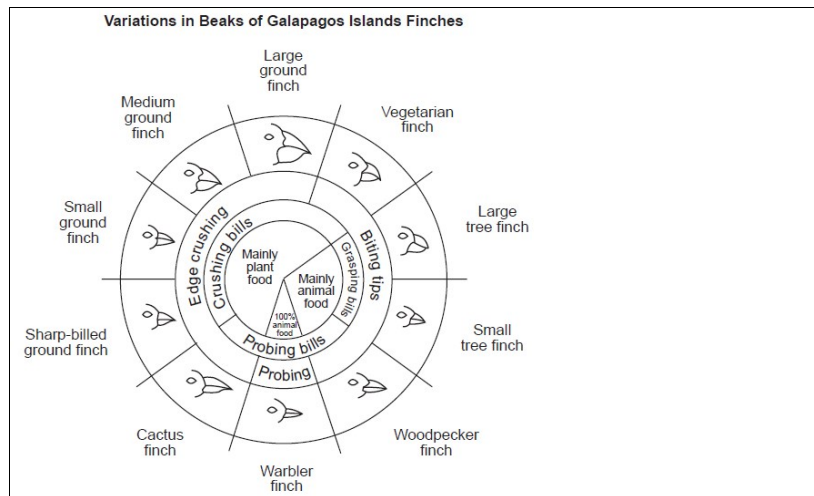 Variations in Beaks of Galapagos Islands Finches
Large
ground
finch
Vegetarian
finch
Large
tree finch
Small
tree finch
Woodpecker
finch
Warbler
finch
Cactus
finch
Sharp-billed
ground finch
Small
ground
finch
Medium
ground
finch
Edge crushing
Biting tips
Probing
Crushing bills
Grasping bills
Probing bills
Mainly
plant
food
Mainly
animal
food
100%
animal
food